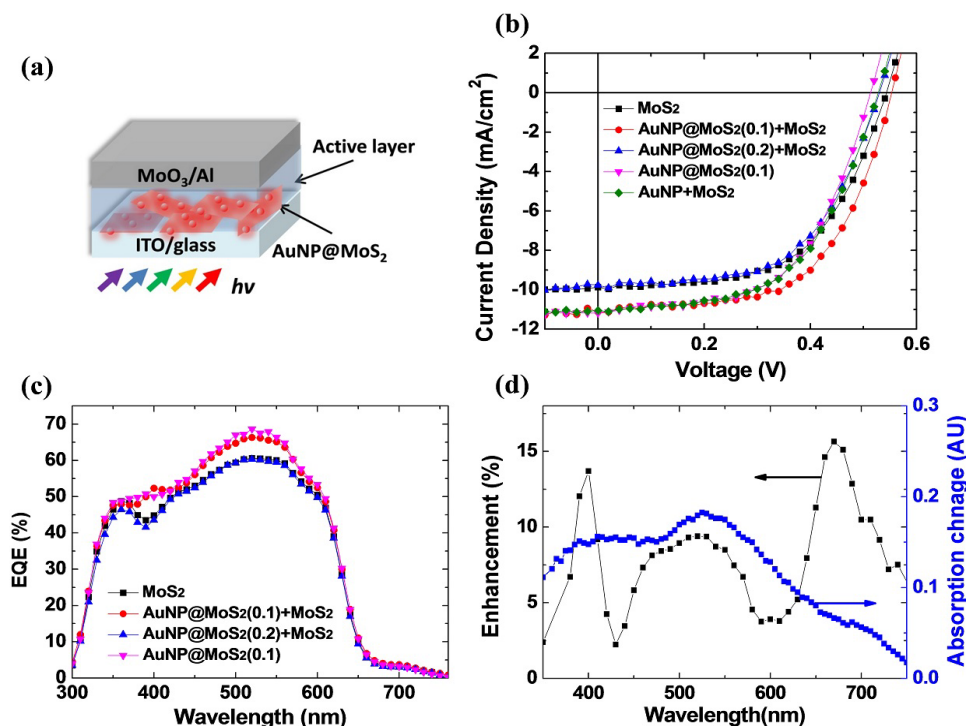 (a)
MoO3/Al
Active layer
ITO/glass
AuNP@MoS2
hv
(b)
Current Density (mA/cm2)
2
0
-2
-4
-6
-8
-10
-12
MoS2
AuNP@MoS2(0.1)+MoS2
AuNP@MoS2(0.2)+MoS2
AuNP@MoS2(0.1)
AuNP+MoS2
0.0 0.2 0.4 0.6
Voltage (V)
(c)
EQE (%)
70
60
50
40
30
20
10
0
MoS2
AuNP@MoS2(0.1)+MoS2
AuNP@MoS2(0.2)+MoS2
AuNP@MoS2(0.1)
300 400 500 600 700
Wavelength (nm)
(d)
Enhancement (%)
15
10
5
0
400 500 600 700
Wavelength(nm)
0.3
0.2
0.1
0.0
Absorption chnage (AU)